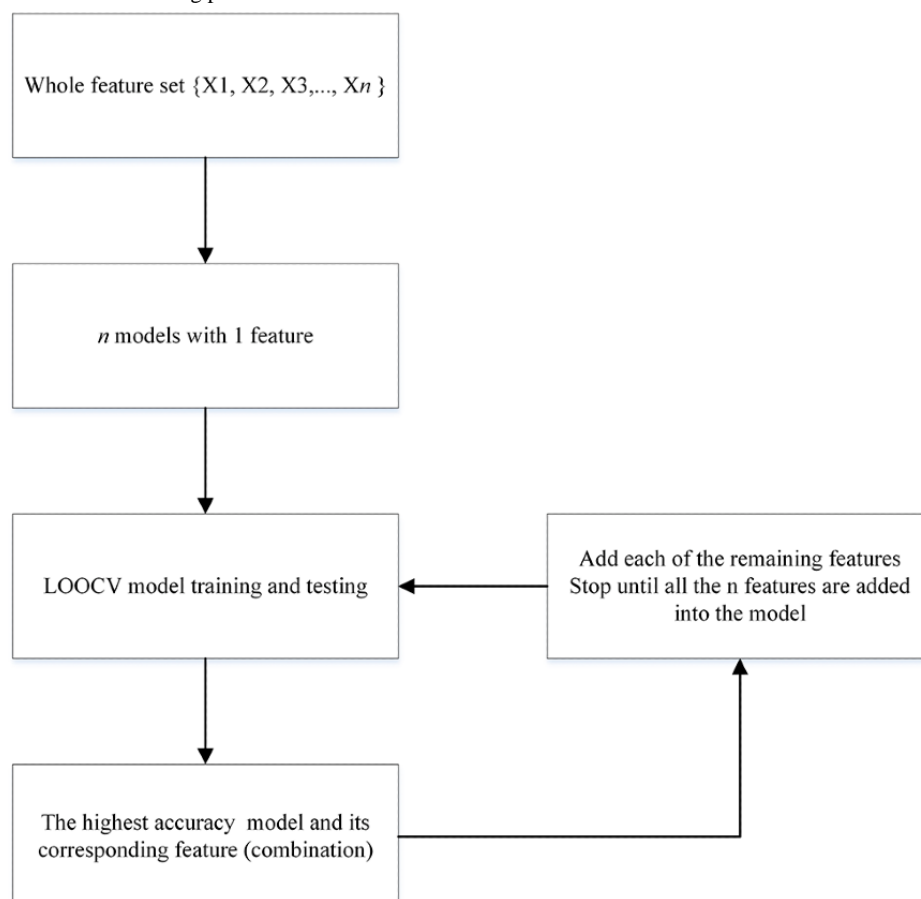 Whole feature set {X1, X2, X3,..., Xn }
n models with 1 feature
LOOCV model training and testing
Add each of the remaining features
Stop until all the n features are added
into the model
The highest accuracy model and its
corresponding feature (combination)